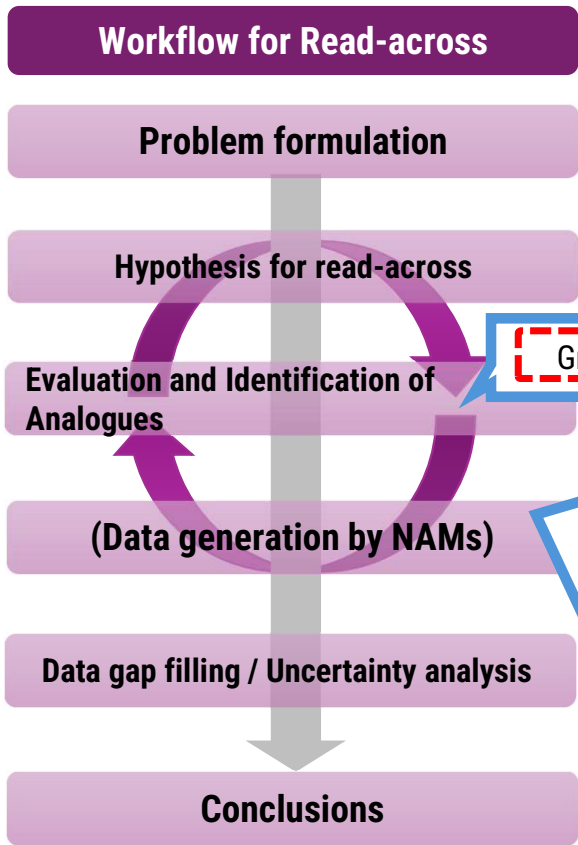 Workflow for Read-across
Problem formulation
Hypothesis for read-across
Evaluation and Identification of
Analogues
(Data generation by NAMs)
Data gap filling / Uncertainty analysis
Conclusions